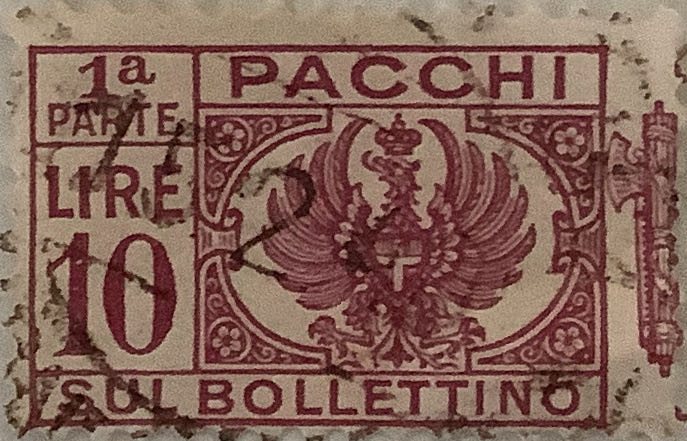 1a PACCHI
PARTE
LIRE
10
SUL BOLLETTINO